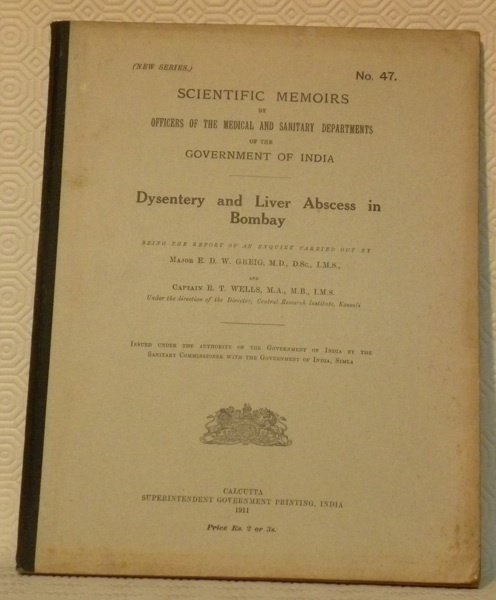 (NEW SERIES.)
No. 47.
SCIENTIFIC MEMOIRS
BY
OFFICERS OF THE MEDICAL AND SANITARY DEPARTMENTS
OF THE
GOVERNMENT OF INDIA
Dysentery and Liver Abscess in
Bombay
BEING THE REPORT OF AN ENQUIRY CARRIED OUT BY
MAJOR E. D. W. GREIG, M.D., D.Sc., I.M.S.,
AND
CAPTAIN R. T. WELLS, M.A., M.B., I.M.S.
Under the direction of the Director, Central Research Institute, Kasauli
ISSUED UNDER THE AUTHORITY OF THE GOVERNMENT OF INDIA BY THE
SANITARY COMMISSIONER WITH THE GOVERNMENT OF INDIA, SIMLA
CALCUTTA
SUPERINTENDENT GOVERNMENT PRINTING, INDIA
1911
Price Rs. 2 or 3s.